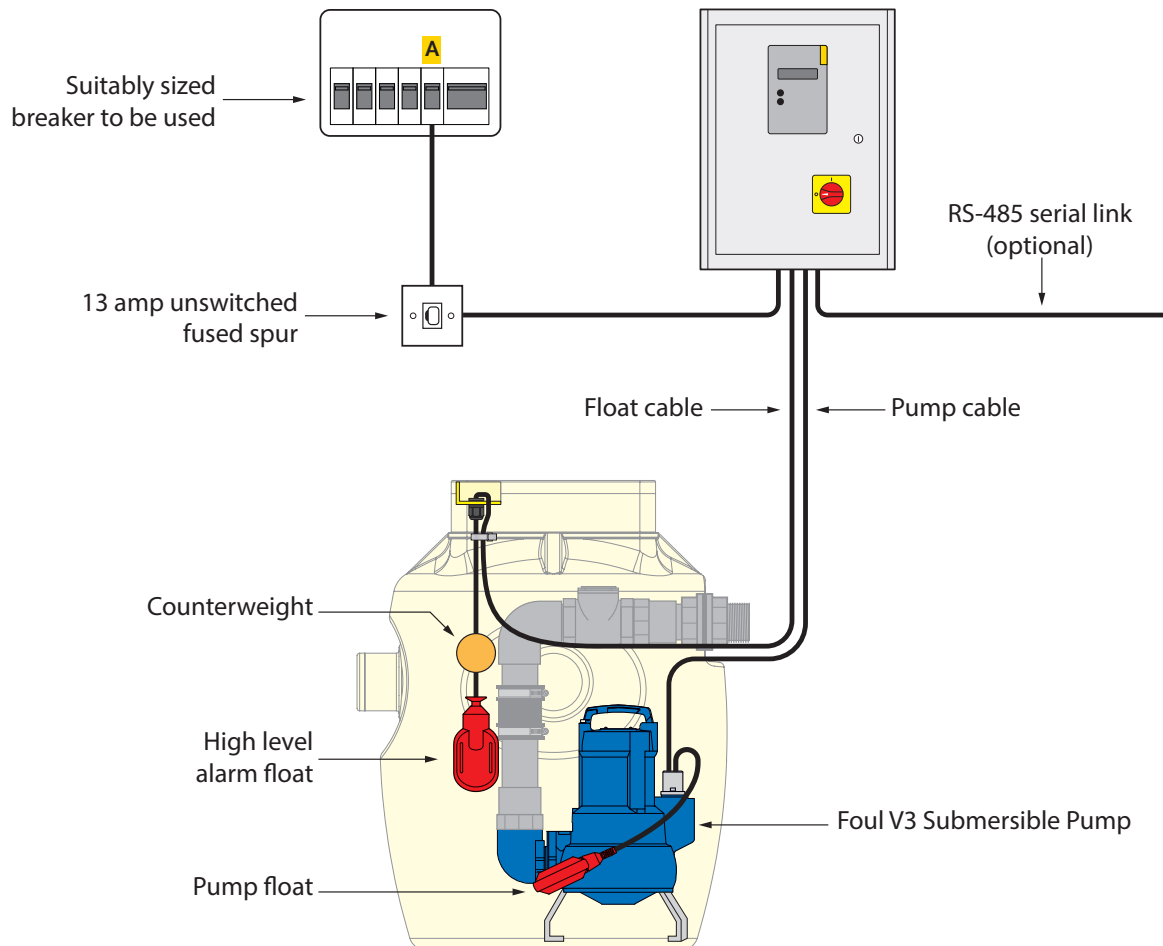 A
Suitably sized
breaker to be used
RS-485 serial link
(optional)
13 amp unswitched
fused spur
Float cable
Pump cable
Counterweight
High level
alarm float
Foul V3 Submersible Pump
Pump float